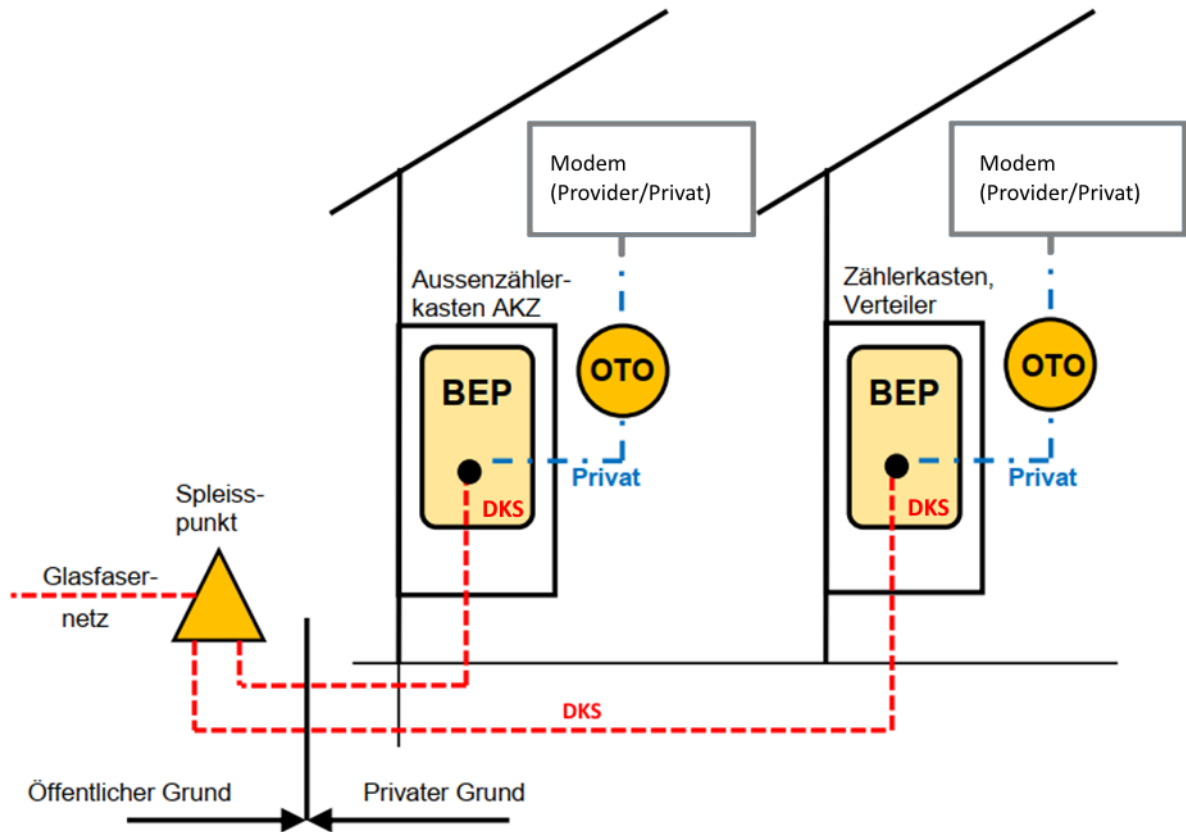 Modem
(Provider/Privat)
Modem
(Provider/Privat)
Aussenzähler-
kasten AKZ
Zählerkasten,
Verteiler
OTO
OTO
BEP
BEP
Privat
Privat
DKS
DKS
Spleiss-
punkt
Glasfaser-
netz
DKS
Öffentlicher Grund
Privater Grund